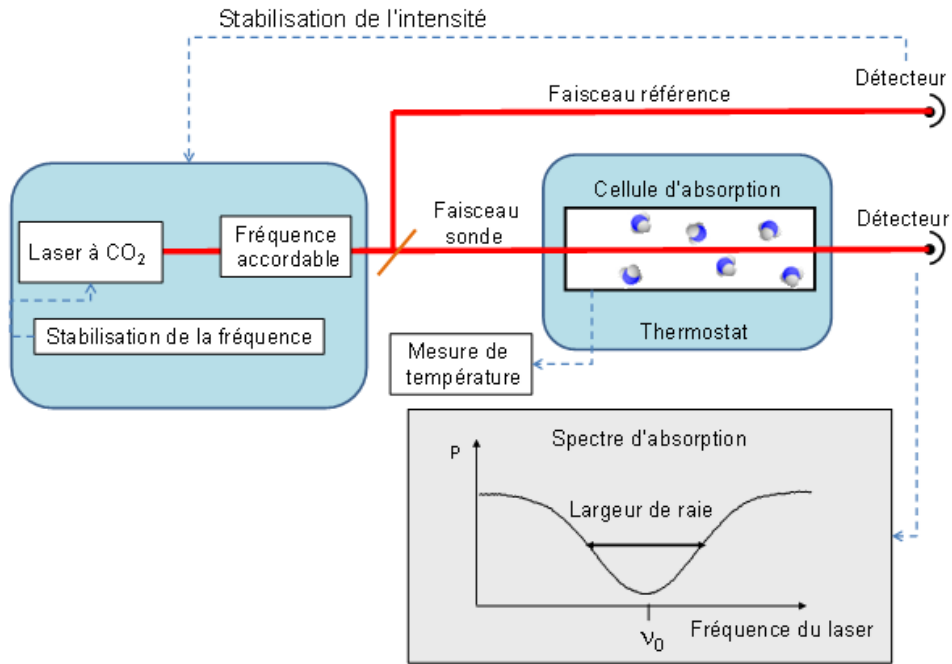 Stabilisation de l'intensité
Détecteur
Faisceau référence
Cellule d'absorption
Faisceau
sonde
Détecteur
Laser à CO₂
Fréquence
accordable
Stabilisation de la fréquence
Thermostat
Mesure de
température
Spectre d'absorption
P
Largeur de raie
ν₀
Fréquence du laser